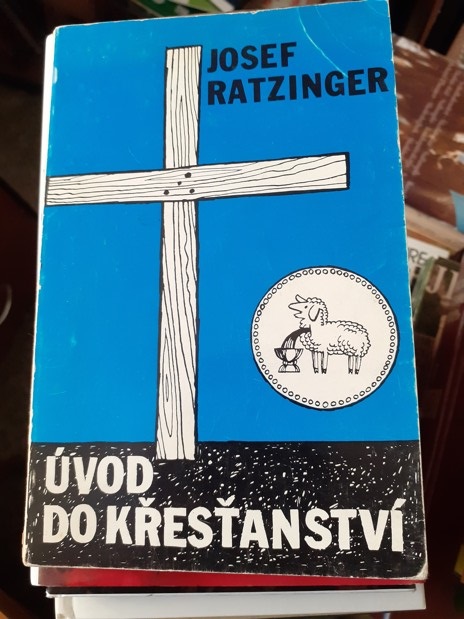 JOSEF
RATZINGER
ÚVOD
DO KŘESŤANSTVÍ